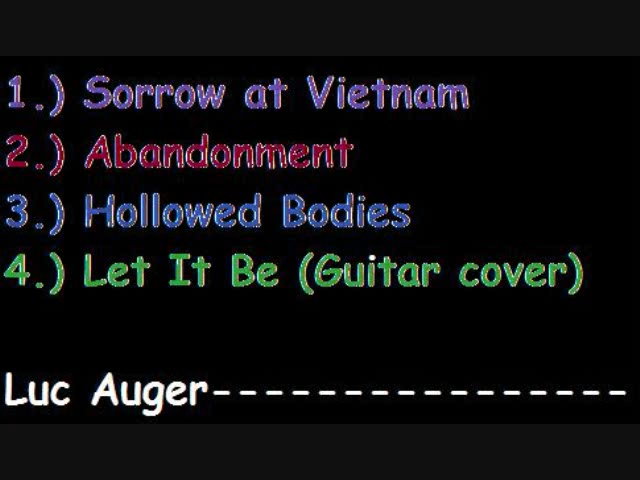 1.) Sorrow at Vietnam
2.) Abandonment
3.) Hollowed Bodies
4.) Let It Be (Guitar cover)
Luc Auger----------------